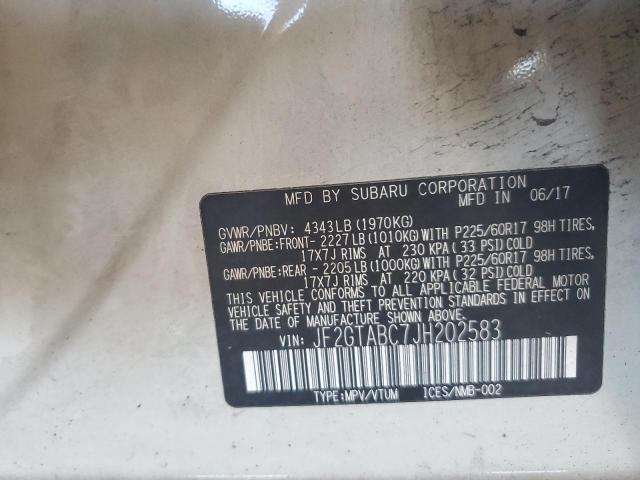 MFD BY SUBARU CORPORATION
MFD IN 06/17
GVWR/PNBV: 4343LB(1970KG)
GAWR/PNBE:FRONT- 2227LB(1010KG)WITH P225/60R17 98H TIRES,
17X7J RIMS AT 230 KPA( 33 PSI)COLD
GAWR/PNBE:REAR - 2205LB(1000KG)WITH P225/60R17 98H TIRES,
17X7J RIMS AT 220 KPA( 32 PSI)COLD
THIS VEHICLE CONFORMS TO ALL APPLICABLE FEDERAL MOTOR
VEHICLE SAFETY AND THEFT PREVENTION STANDARDS IN EFFECT ON
THE DATE OF MANUFACTURE SHOWN ABOVE.
VIN: JF2GTABC7JH202583
TYPE:MPV/VTUM ICES/NMB-002